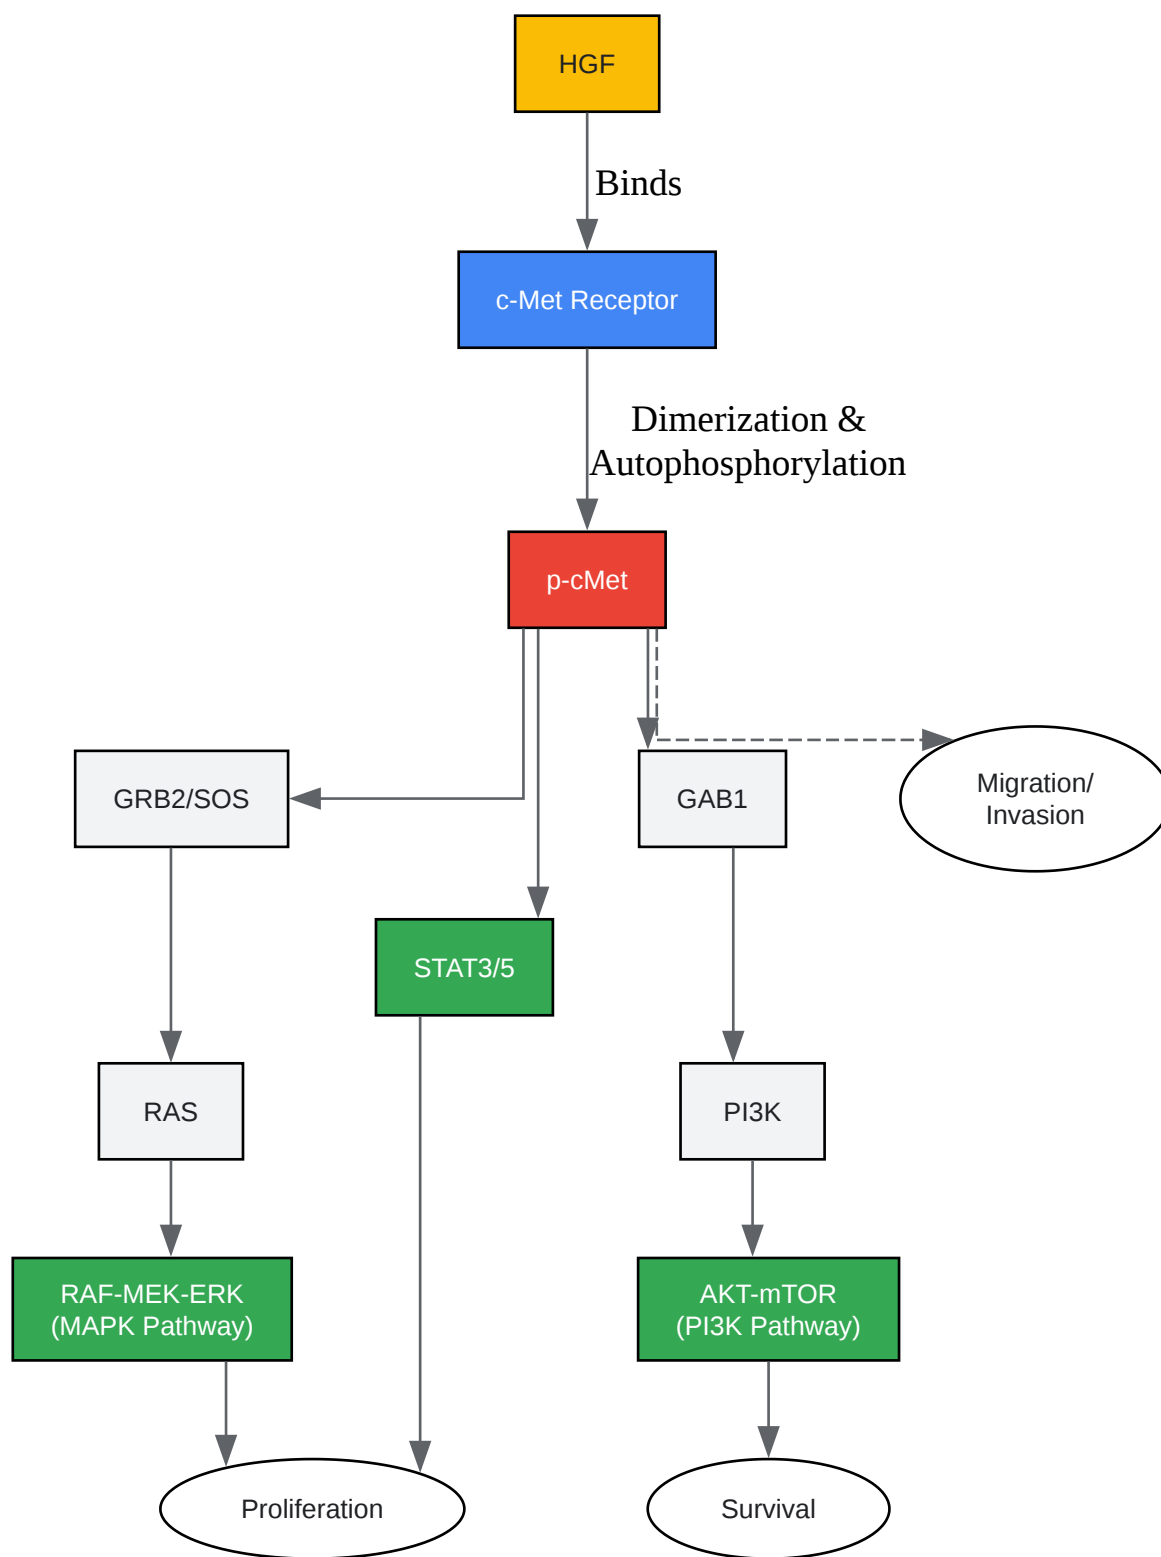 HGF
Binds
c-Met Receptor
Dimerization &
Autophosphorylation
p-cMet
GRB2/SOS
GAB1
Migration/
Invasion
STAT3/5
RAS
PI3K
RAF-MEK-ERK
(MAPK Pathway)
AKT-mTOR
(PI3K Pathway)
Proliferation
Survival